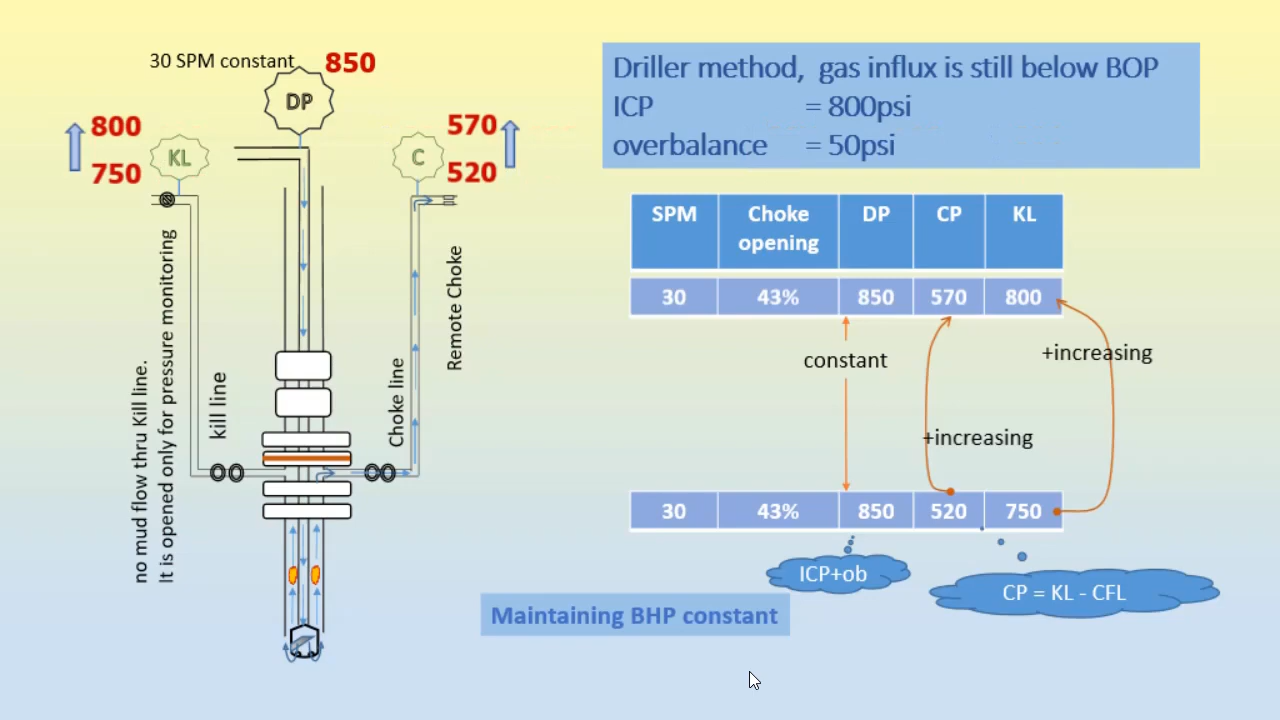 30 SPM constant
850
DP
800
750
KL
570
520
C
no mud flow thru Kill line.
It is opened only for pressure monitoring
kill line
Choke line
Remote Choke
Driller method, gas influx is still below BOP
ICP = 800psi
overbalance = 50psi
SPM Choke opening DP CP KL
30 43% 850 570 800
constant
+increasing
+increasing
30 43% 850 520 750
ICP+ob
CP = KL - CFL
Maintaining BHP constant